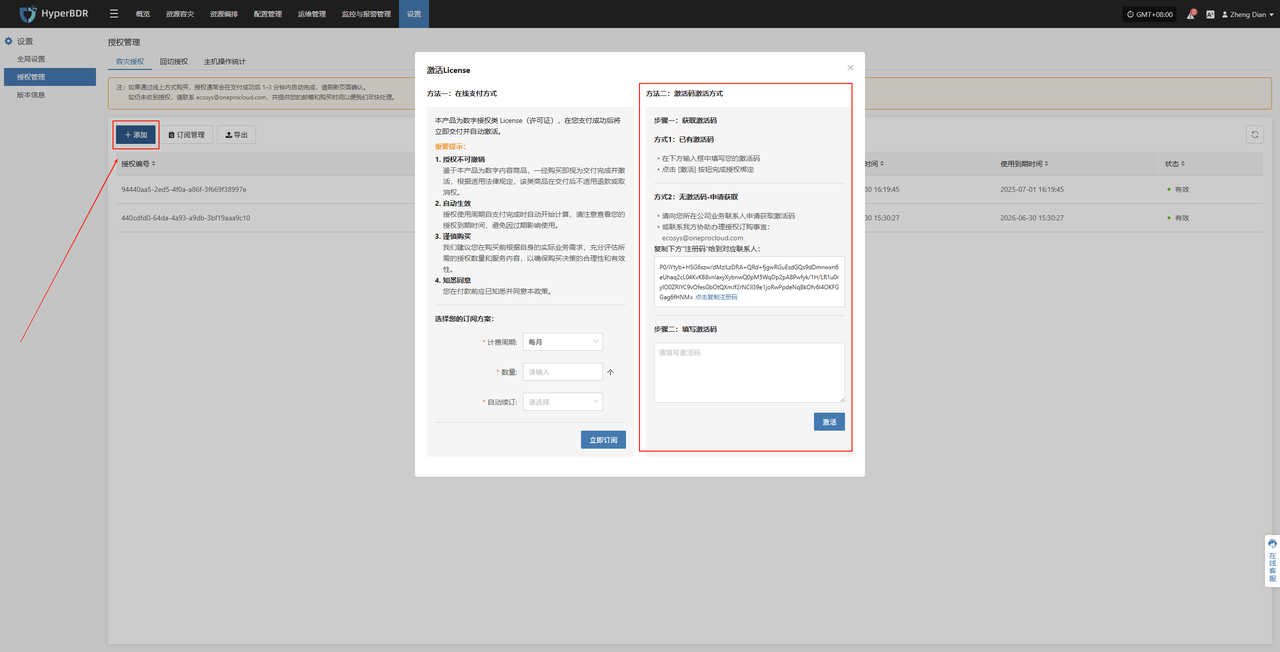 HyperBDR
概览 资源容灾 资源编排 配置管理 运维管理 监控与报警管理 设置
GMT+08:00
Zheng Dian
设置
全局设置
授权管理
版本信息
授权管理
容灾授权 回切授权 主机操作统计
注：如果通过线上方式购买，授权通常会在支付成功后 1-3 分钟内自动完成，请刷新页面确认。
如仍未收到授权，请联系 ecosys@oneprocloud.com，并提供您的邮箱和购买时间以便我们尽快处理。
添加 订阅管理 导出
授权编号 时间 使用到期时间 状态
94440aa5-2ed5-4f0a-a86f-3f669f38997e 30 16:19:45 2025-07-01 16:19:45 有效
440cdfd0-64da-4a93-a9db-3bf19aaa9c10 30 15:30:27 2026-06-30 15:30:27 有效
激活License
方法一：在线支付方式
本产品为数字授权类 License（许可证），在您支付成功后将
立即交付并自动激活。
重要提示：
1. 授权不可撤销
鉴于本产品为数字内容商品，一经购买即视为交付完成并激
活，根据适用法律规定，该类商品在交付后不适用退款或取
消权。
2. 自动生效
授权使用周期自支付完成时自动开始计算，请注意查看您的
授权到期时间，避免因过期影响使用。
3. 谨慎购买
我们建议您在购买前根据自身的实际业务需求，充分评估所
需的授权数量和服务内容，以确保购买决策的合理性和有效
性。
4. 知悉同意
您在付款前应已知悉并同意本政策。
选择您的订阅方案：
* 计费周期: 每月
* 数量: 请输入 个
* 自动续订: 请选择
立即订阅
方法二：激活码激活方式
步骤一：获取激活码
方式1：已有激活码
• 在下方输入框中填写您的激活码
• 点击 [激活] 按钮完成授权绑定
方式2：无激活码-申请获取
• 请向您所在公司业务联系人申请获取激活码
• 或联系我方协助办理授权订购事宜：
ecosys@oneprocloud.com
复制下方"注册码"给到对应联系人：
点击复制注册码
步骤二：填写激活码
请填写激活码
激活
在线客服